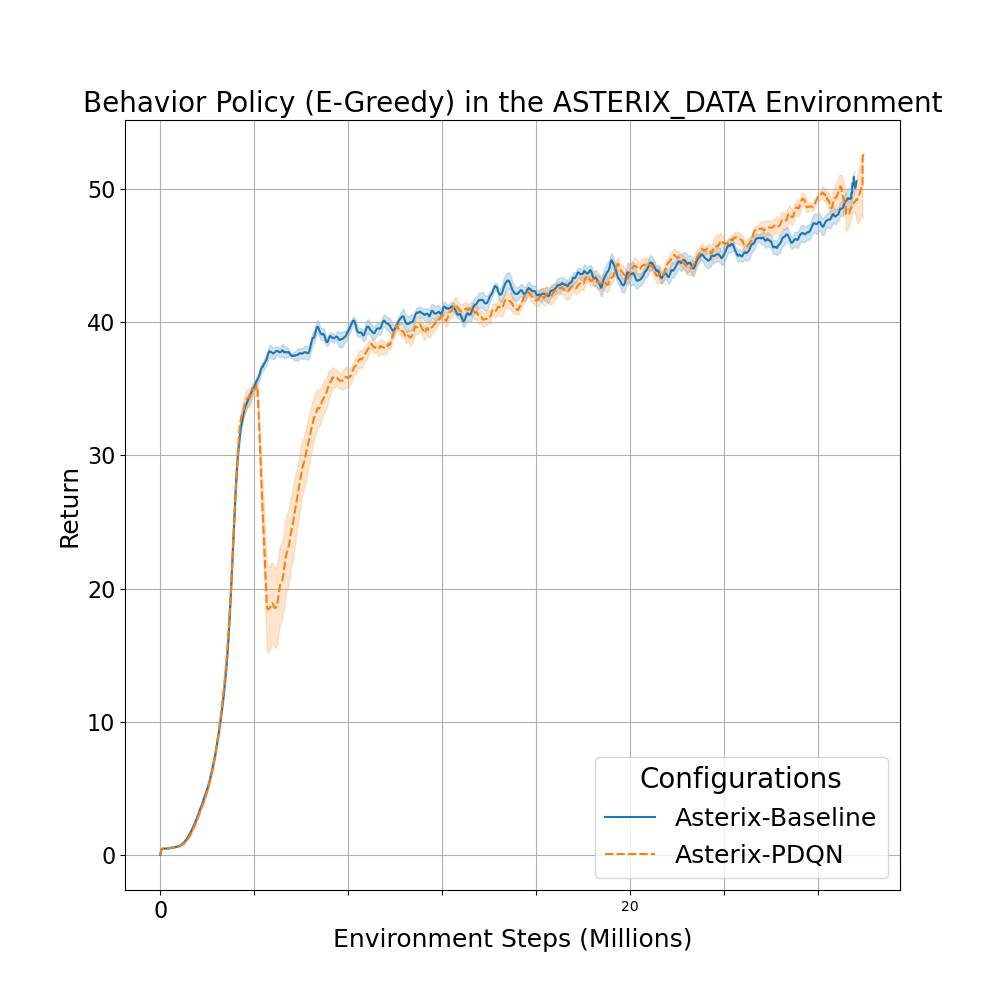 Behavior Policy (E-Greedy) in the ASTERIX_DATA Environment
50
40
30
20
10
0
Return
0
20
Environment Steps (Millions)
Configurations
Asterix-Baseline
Asterix-PDQN